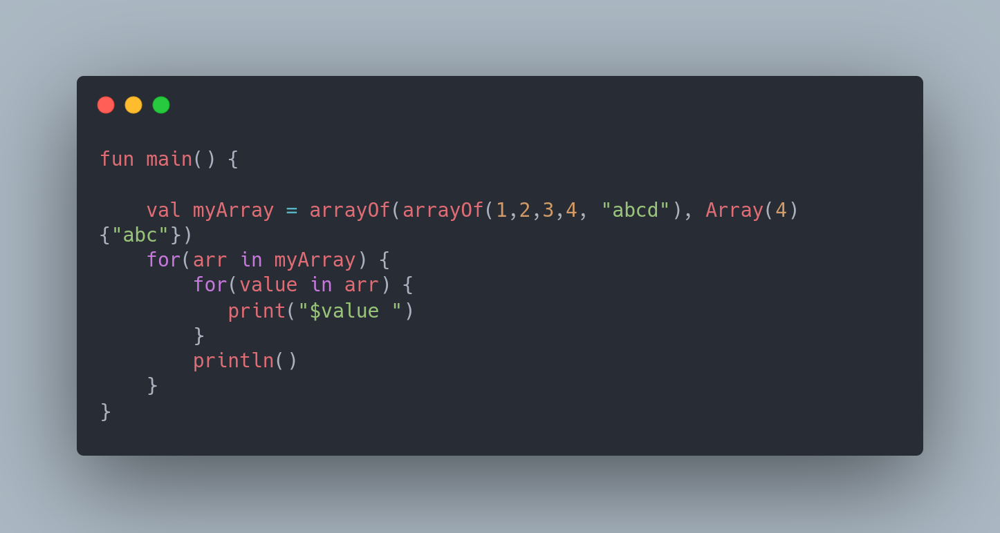 fun main() {
    val myArray = arrayOf(arrayOf(1,2,3,4, "abcd"), Array(4)
{"abc"})
    for(arr in myArray) {
        for(value in arr) {
           print("$value ")
        }
        println()
    }
}